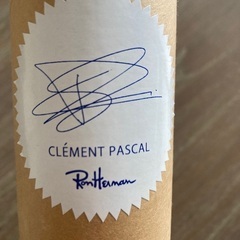 CLÉMENT PASCAL
Ron Herman